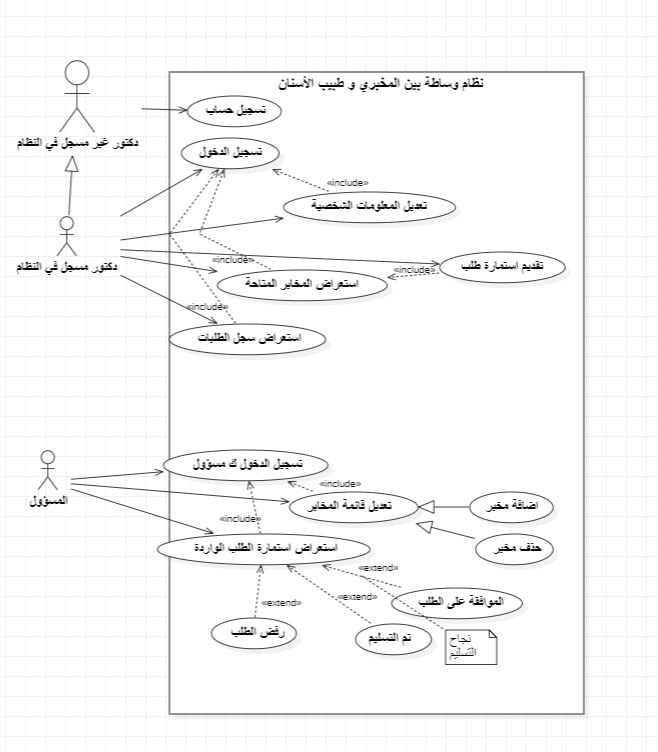 نظام وساطة بين المخبري و طبيب الأسنان
تسجيل حساب
دكتور غير مسجل في النظام
تسجيل الدخول
«include»
تعديل المعلومات الشخصية
دكتور مسجل في النظام
«include»
تقديم استمارة طلب
«include»
استعراض المخابر المتاحة
«include»
استعراض سجل الطلبات
تسجيل الدخول ك مسؤول
المسؤول
«include»
تعديل قائمة المخابر
اضافة مخبر
«include»
استعراض استمارة الطلب الواردة
حذف مخبر
«extend»
الموافقة على الطلب
«extend»
«extend»
رفض الطلب
تم التسليم
نجاح
التسليم